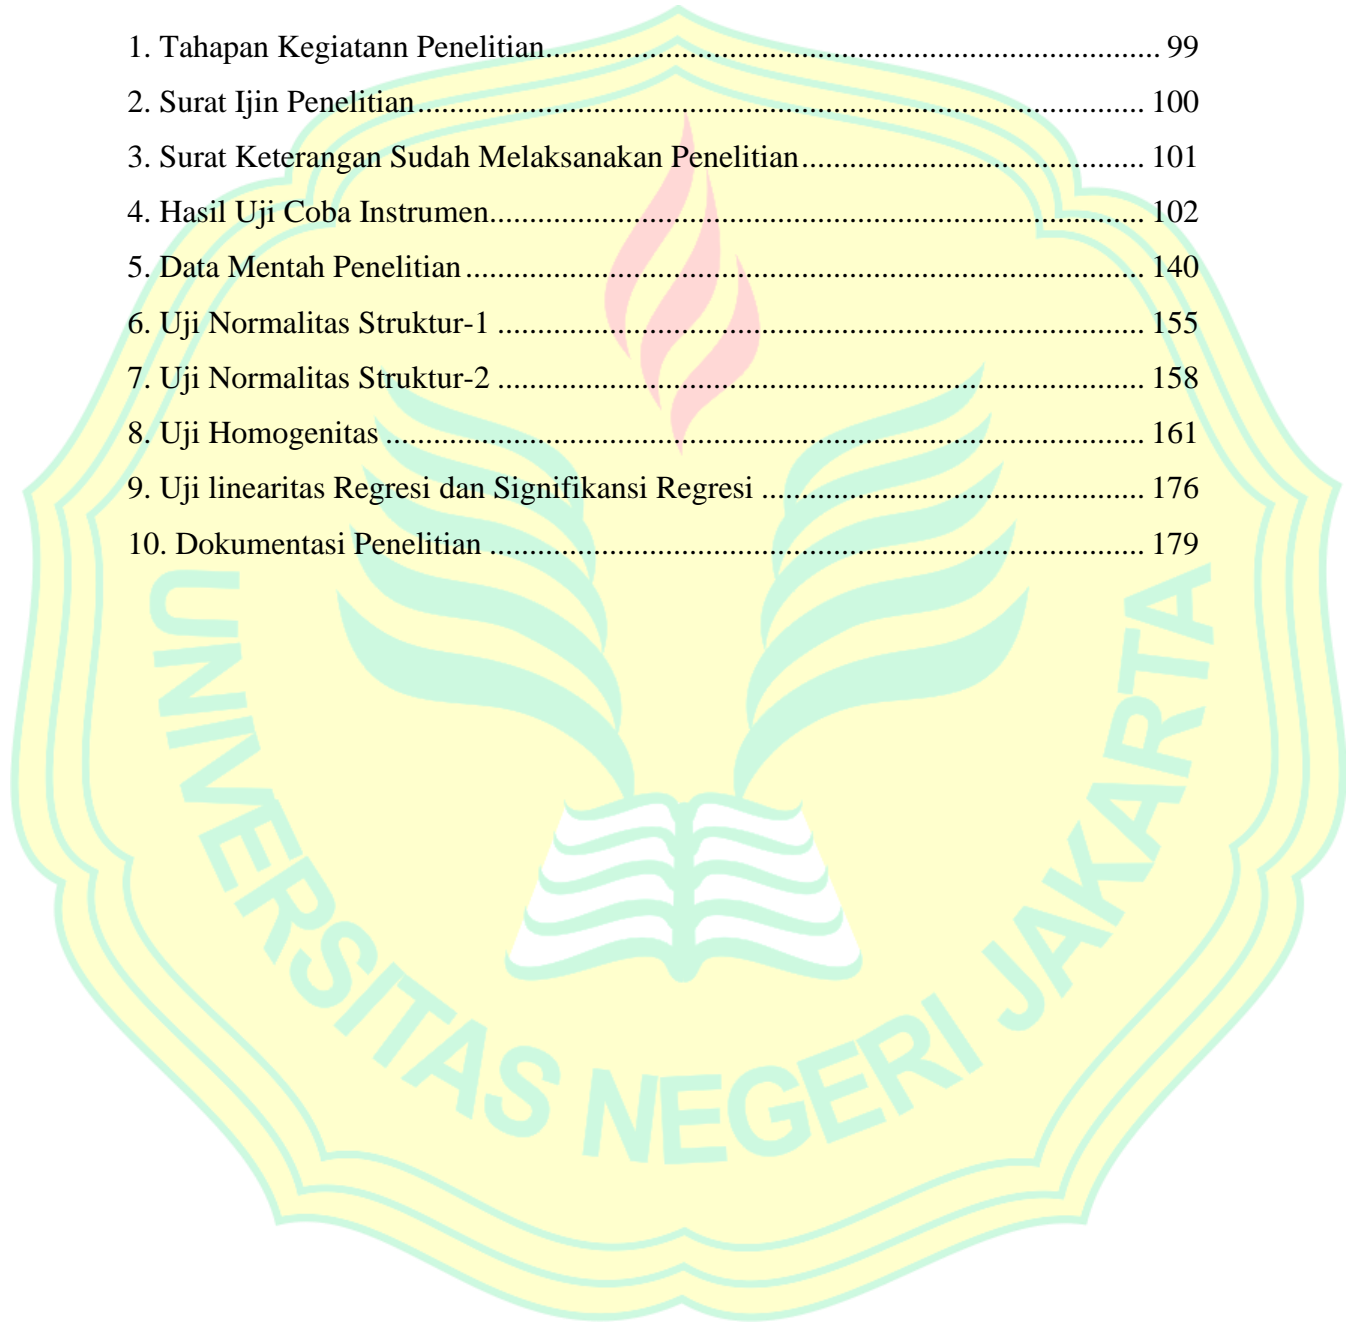 1. Tahapan Kegiatann Penelitian............................................................................. 99
2. Surat Ijin Penelitian........................................................................................... 100
3. Surat Keterangan Sudah Melaksanakan Penelitian........................................... 101
4. Hasil Uji Coba Instrumen.................................................................................. 102
5. Data Mentah Penelitian..................................................................................... 140
6. Uji Normalitas Struktur-1 ................................................................................. 155
7. Uji Normalitas Struktur-2 ................................................................................. 158
8. Uji Homogenitas ............................................................................................... 161
9. Uji linearitas Regresi dan Signifikansi Regresi ................................................ 176
10. Dokumentasi Penelitian .................................................................................. 179
UNIVERSITAS NEGERI JAKARTA